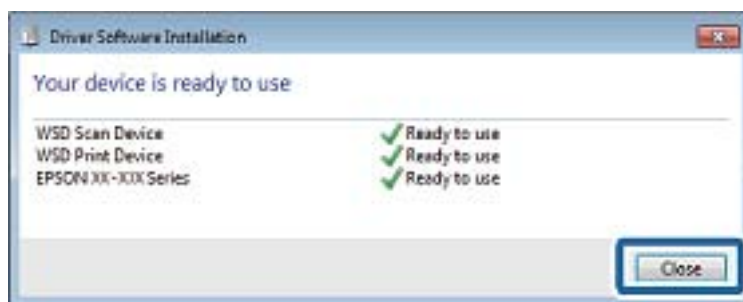 Driver Software Installation
Your device is ready to use
WSD Scan Device Ready to use
WSD Print Device Ready to use
EPSON XX-XXX Series Ready to use
Close